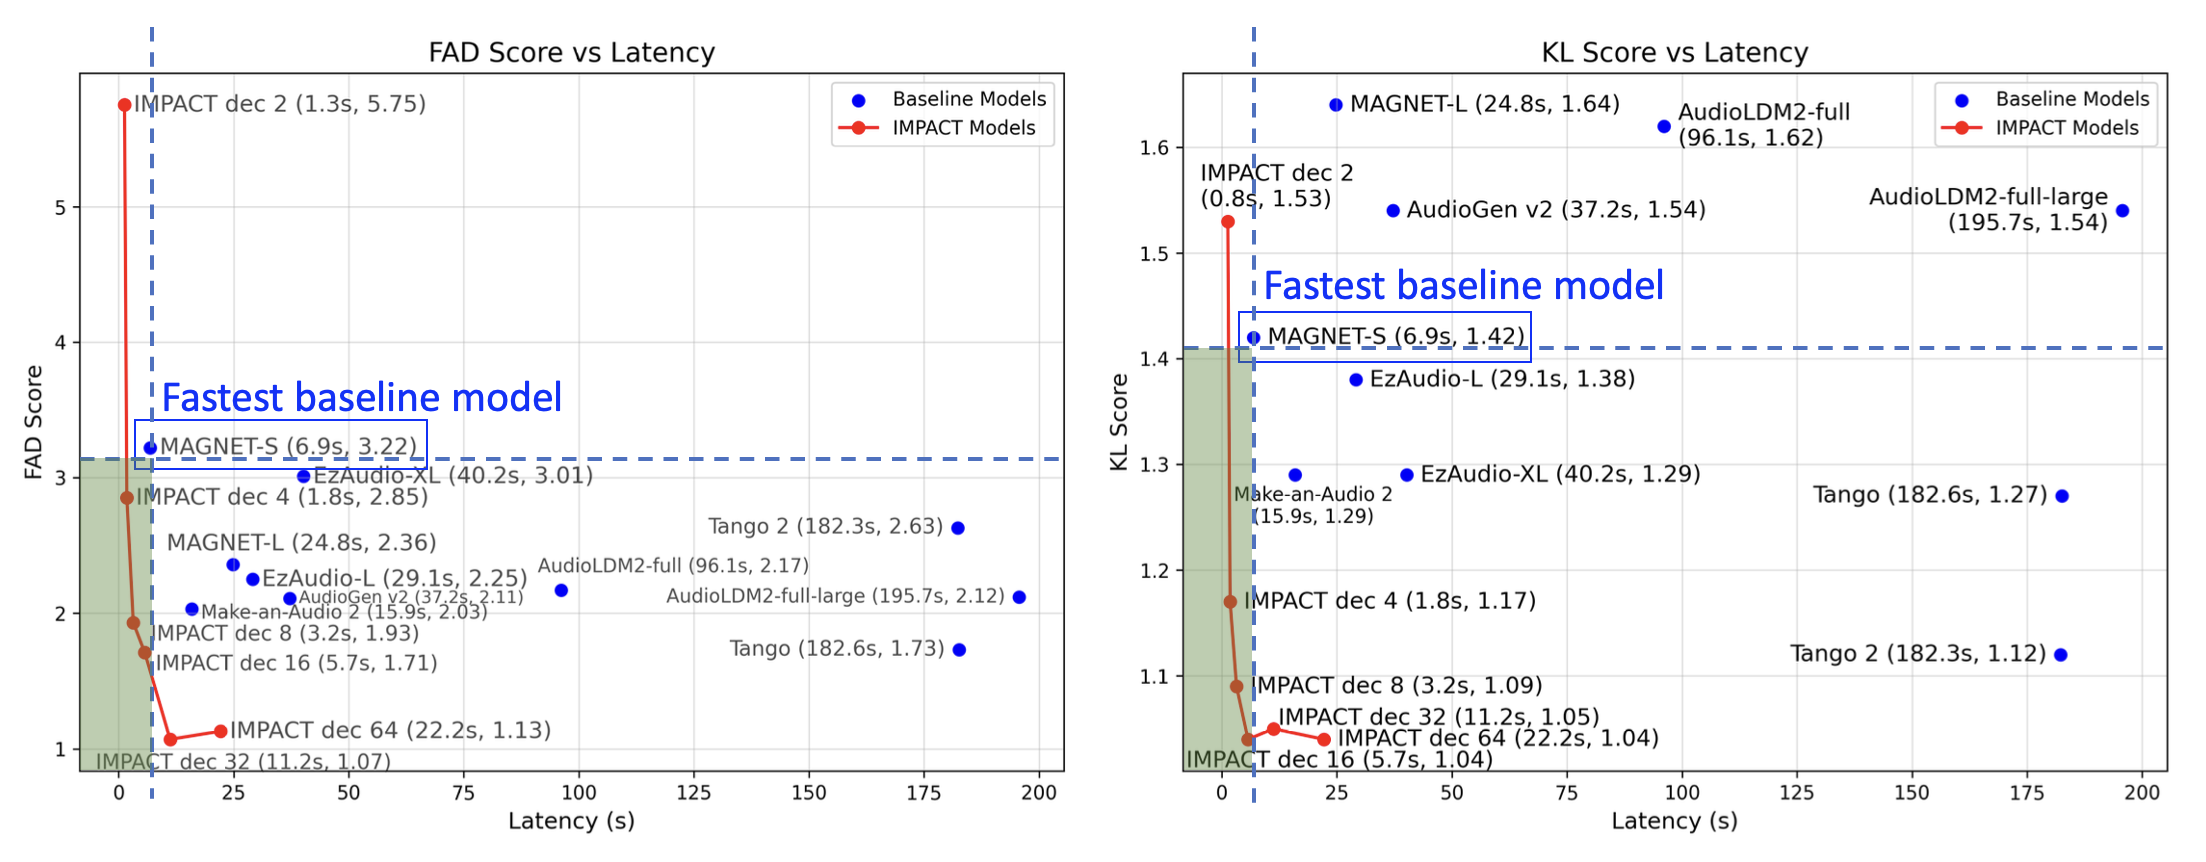 FAD Score vs Latency
Baseline Models
IMPACT Models
IMPACT dec 2 (1.3s, 5.75)
Fastest baseline model
MAGNET-S (6.9s, 3.22)
EzAudio-XL (40.2s, 3.01)
IMPACT dec 4 (1.8s, 2.85)
Tango 2 (182.3s, 2.63)
MAGNET-L (24.8s, 2.36)
AudioLDM2-full (96.1s, 2.17)
EzAudio-L (29.1s, 2.25)
AudioGen v2 (37.2s, 2.11)
AudioLDM2-full-large (195.7s, 2.12)
Make-an-Audio 2 (15.9s, 2.03)
IMPACT dec 8 (3.2s, 1.93)
Tango (182.6s, 1.73)
IMPACT dec 16 (5.7s, 1.71)
IMPACT dec 64 (22.2s, 1.13)
IMPACT dec 32 (11.2s, 1.07)
5
4
3
2
1
FAD Score
0 25 50 75 100 125 150 175 200
Latency (s)
KL Score vs Latency
Baseline Models
IMPACT Models
MAGNET-L (24.8s, 1.64)
AudioLDM2-full
(96.1s, 1.62)
IMPACT dec 2
(0.8s, 1.53)
AudioGen v2 (37.2s, 1.54)
AudioLDM2-full-large
(195.7s, 1.54)
Fastest baseline model
MAGNET-S (6.9s, 1.42)
EzAudio-L (29.1s, 1.38)
EzAudio-XL (40.2s, 1.29)
Make-an-Audio 2
(15.9s, 1.29)
Tango (182.6s, 1.27)
IMPACT dec 4 (1.8s, 1.17)
Tango 2 (182.3s, 1.12)
IMPACT dec 8 (3.2s, 1.09)
IMPACT dec 32 (11.2s, 1.05)
IMPACT dec 64 (22.2s, 1.04)
IMPACT dec 16 (5.7s, 1.04)
1.6
1.5
1.4
1.3
1.2
1.1
KL Score
0 25 50 75 100 125 150 175 200
Latency (s)